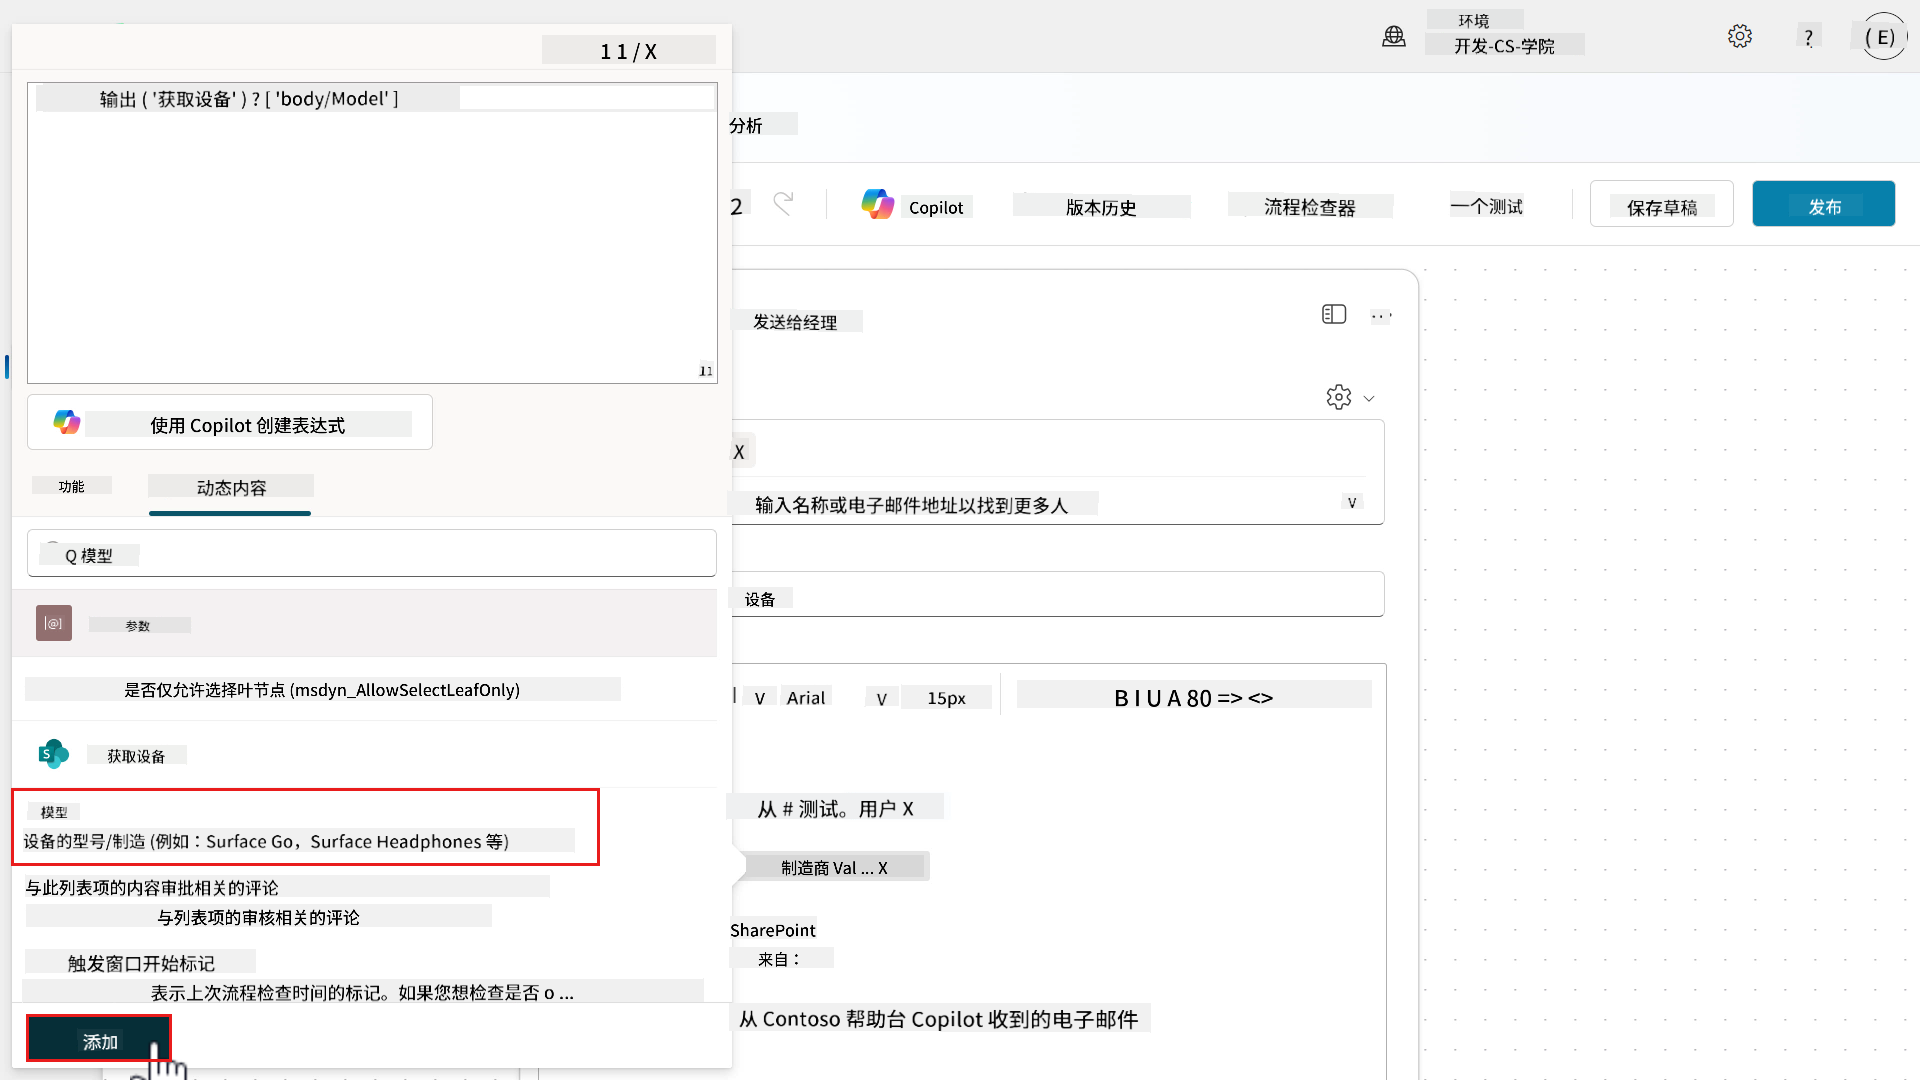 环境
开发-CS-学院
?
( E)
1 1 / X
输出 ( '获取设备' ) ? [ 'body/Model' ]
11
使用 Copilot 创建表达式
功能
动态内容
Q 模型
参数
是否仅允许选择叶节点 (msdyn_AllowSelectLeafOnly)
获取设备
模型
设备的型号/制造 (例如：Surface Go，Surface Headphones 等)
与此列表项的内容审批相关的评论
与列表项的审核相关的评论
触发窗口开始标记
表示上次流程检查时间的标记。如果您想检查是否 o ...
添加
分析
2
Copilot
版本历史
流程检查器
一个测试
保存草稿
发布
发送给经理
...
X
输入名称或电子邮件地址以找到更多人
V
设备
V Arial V 15px B I U A 80 => <>
从 # 测试。用户 X
制造商 Val ... X
SharePoint
来自：
从 Contoso 帮助台 Copilot 收到的电子邮件